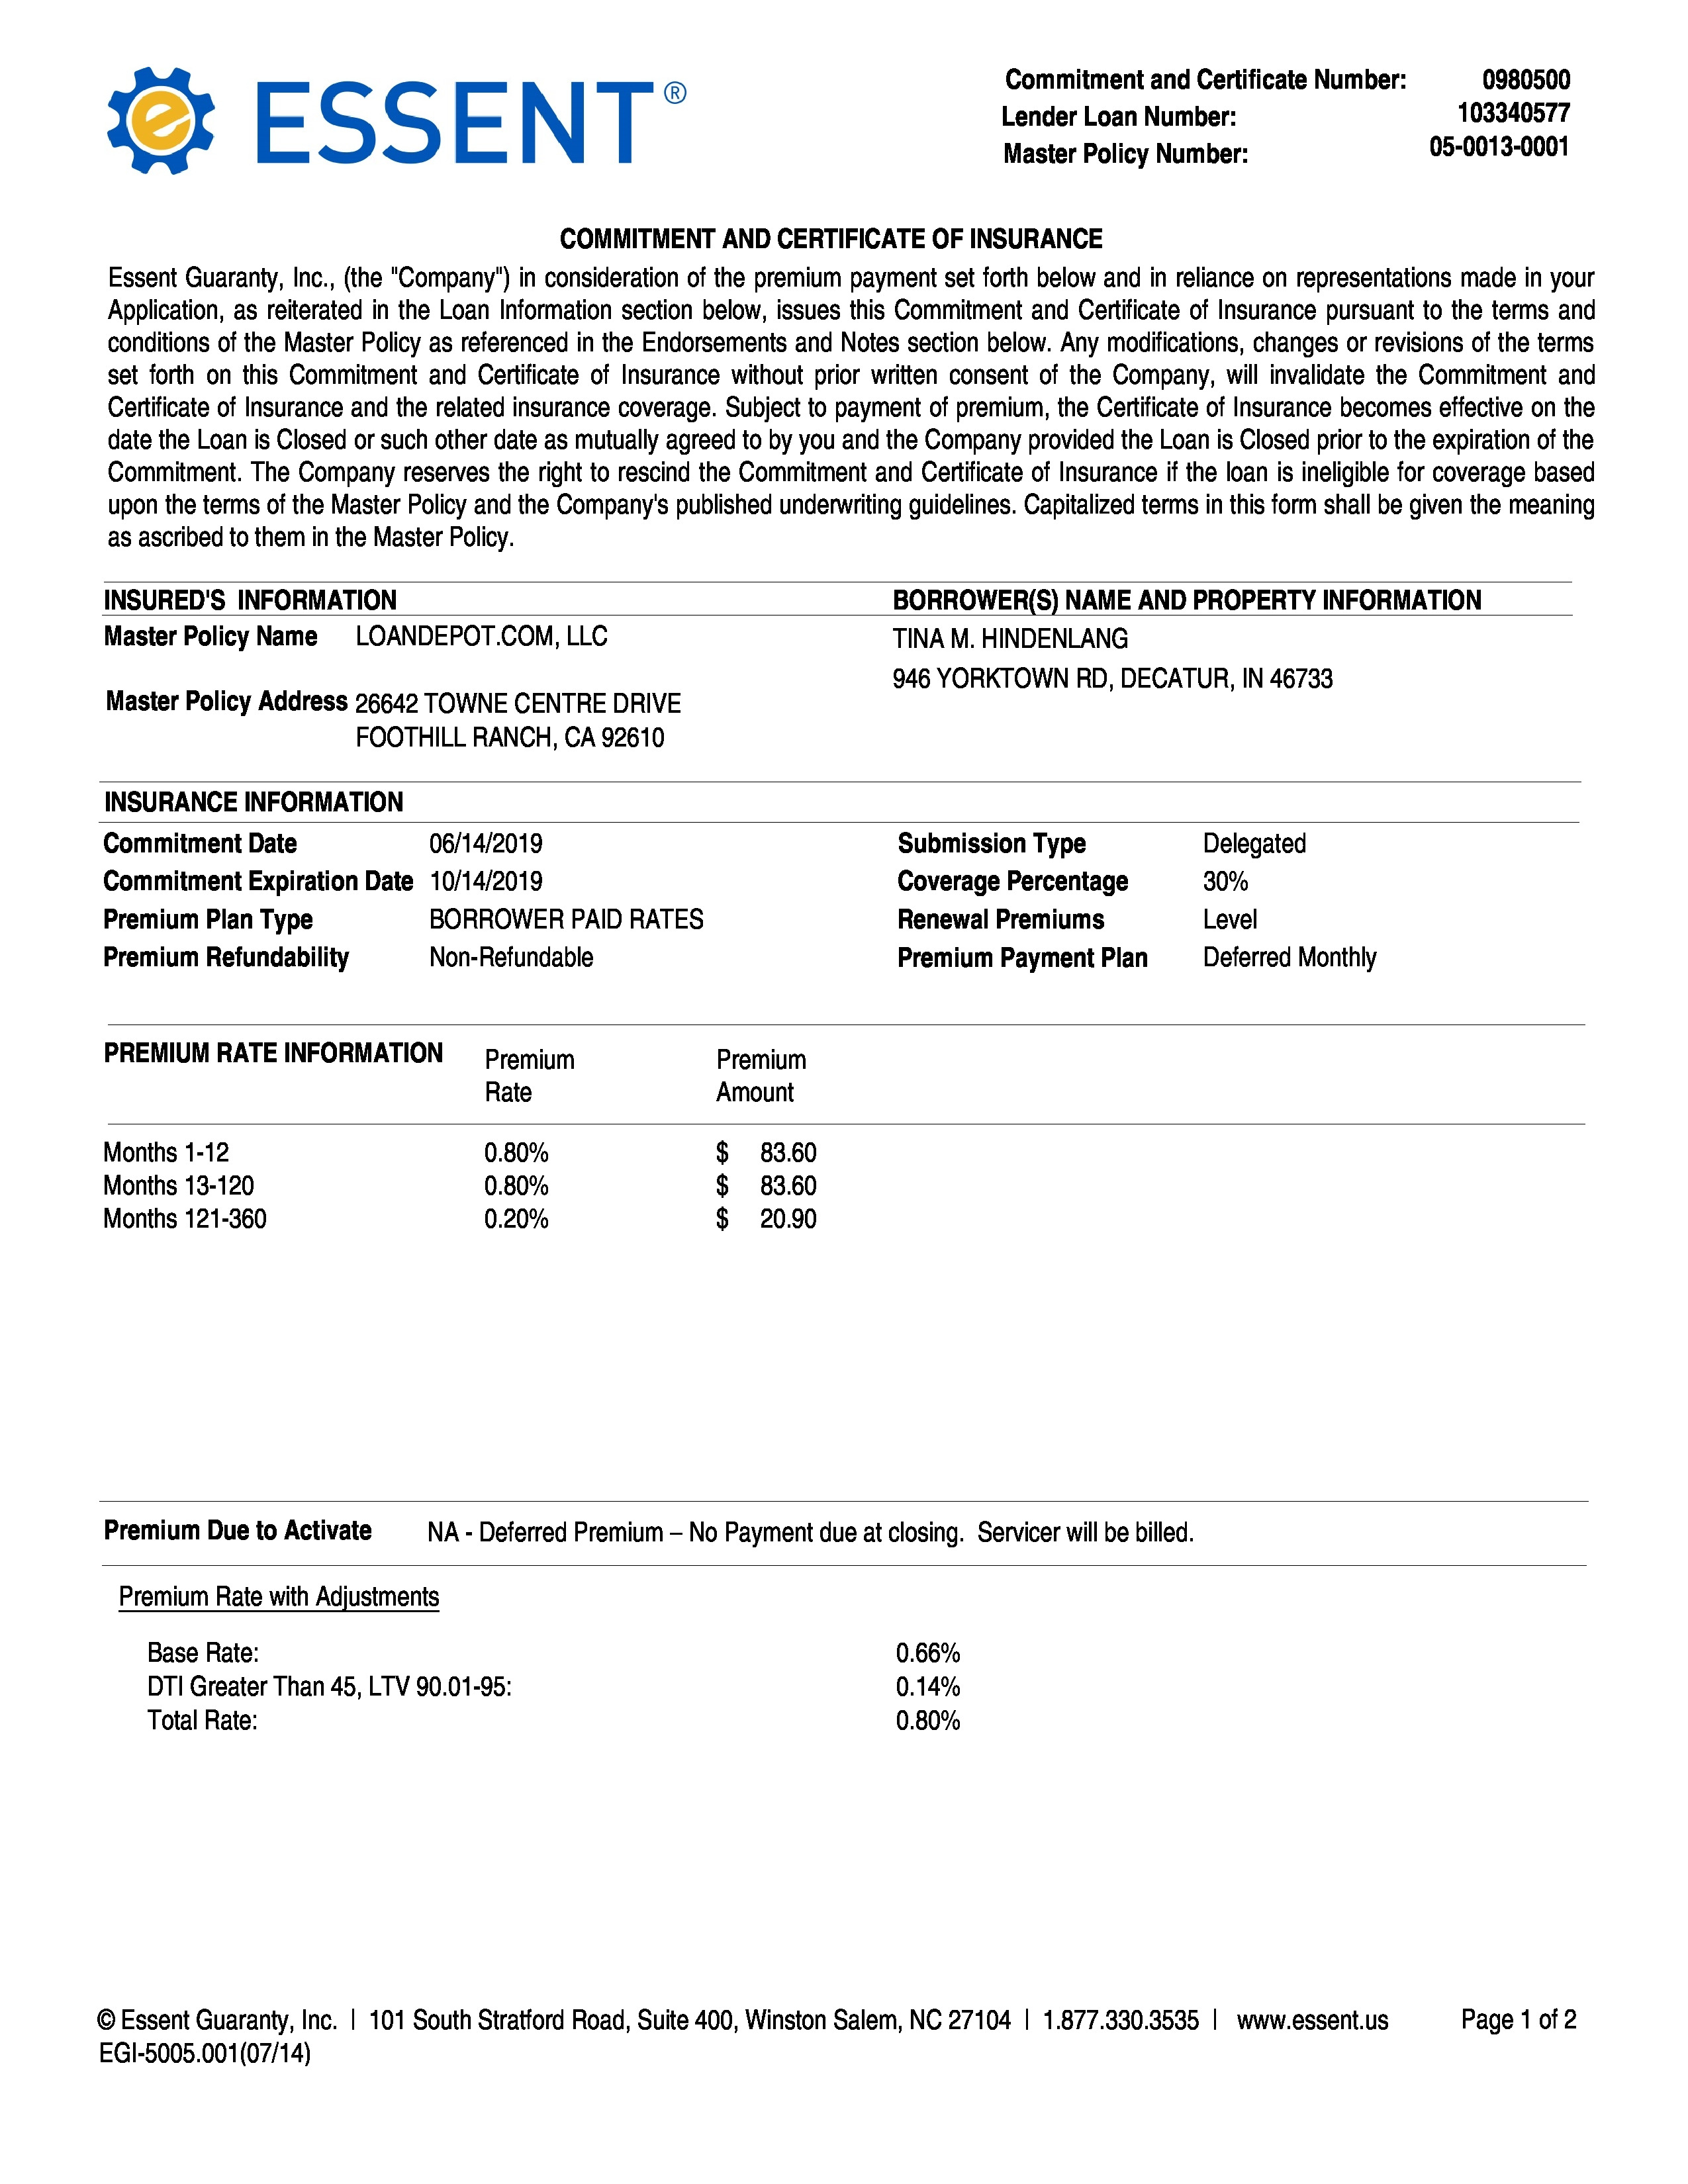 e ESSENT®
Commitment and Certificate Number: 0980500
Lender Loan Number: 103340577
Master Policy Number: 05-0013-0001
COMMITMENT AND CERTIFICATE OF INSURANCE
Essent Guaranty, Inc., (the "Company") in consideration of the premium payment set forth below and in reliance on representations made in your
Application, as reiterated in the Loan Information section below, issues this Commitment and Certificate of Insurance pursuant to the terms and
conditions of the Master Policy as referenced in the Endorsements and Notes section below. Any modifications, changes or revisions of the terms
set forth on this Commitment and Certificate of Insurance without prior written consent of the Company, will invalidate the Commitment and
Certificate of Insurance and the related insurance coverage. Subject to payment of premium, the Certificate of Insurance becomes effective on the
date the Loan is Closed or such other date as mutually agreed to by you and the Company provided the Loan is Closed prior to the expiration of the
Commitment. The Company reserves the right to rescind the Commitment and Certificate of Insurance if the loan is ineligible for coverage based
upon the terms of the Master Policy and the Company's published underwriting guidelines. Capitalized terms in this form shall be given the meaning
as ascribed to them in the Master Policy.
INSURED'S INFORMATION
Master Policy Name LOANDEPOT.COM, LLC
Master Policy Address 26642 TOWNE CENTRE DRIVE
FOOTHILL RANCH, CA 92610
BORROWER(S) NAME AND PROPERTY INFORMATION
TINA M. HINDENLANG
946 YORKTOWN RD, DECATUR, IN 46733
INSURANCE INFORMATION
Commitment Date 06/14/2019 Submission Type Delegated
Commitment Expiration Date 10/14/2019 Coverage Percentage 30%
Premium Plan Type BORROWER PAID RATES Renewal Premiums Level
Premium Refundability Non-Refundable Premium Payment Plan Deferred Monthly
PREMIUM RATE INFORMATION Premium Premium
Rate Amount
Months 1-12 0.80% $ 83.60
Months 13-120 0.80% $ 83.60
Months 121-360 0.20% $ 20.90
Premium Due to Activate NA - Deferred Premium – No Payment due at closing. Servicer will be billed.
Premium Rate with Adjustments
Base Rate: 0.66%
DTI Greater Than 45, LTV 90.01-95: 0.14%
Total Rate: 0.80%
© Essent Guaranty, Inc. | 101 South Stratford Road, Suite 400, Winston Salem, NC 27104 | 1.877.330.3535 | www.essent.us Page 1 of 2
EGI-5005.001(07/14)